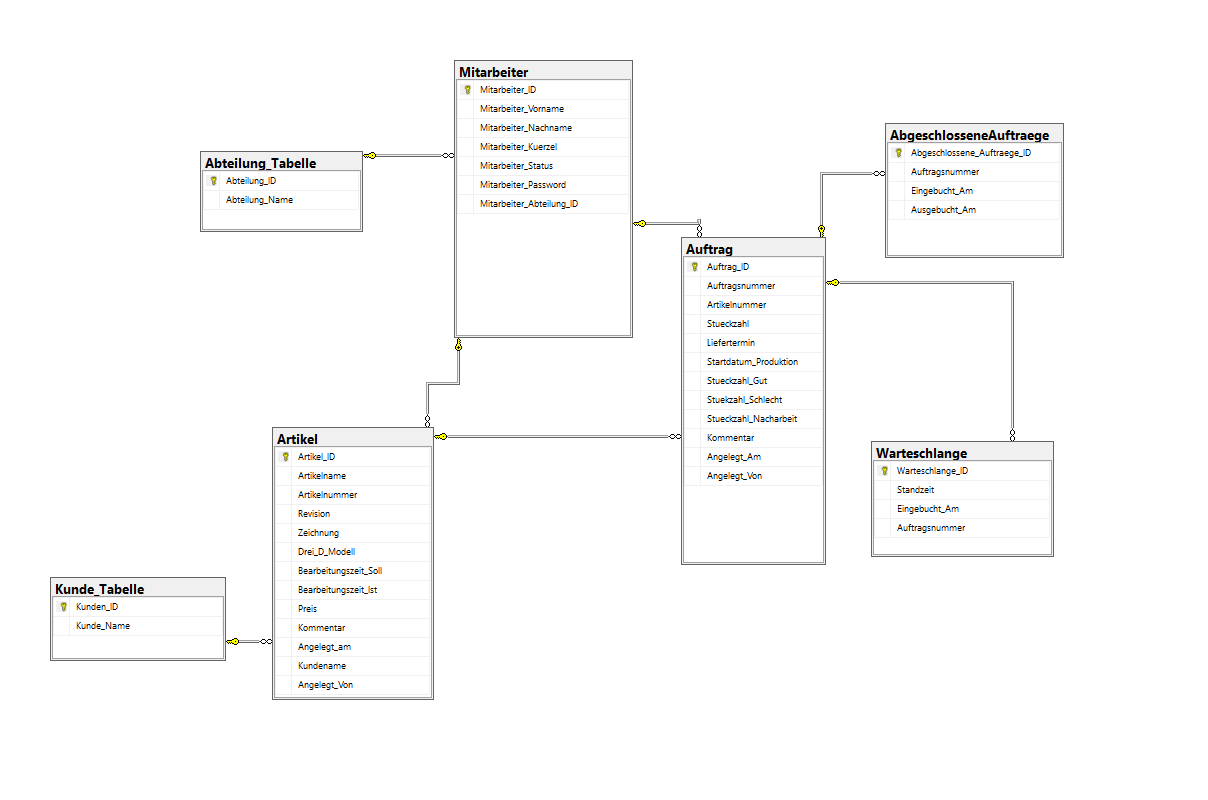 Mitarbeiter
Mitarbeiter_ID
Mitarbeiter_Vorname
Mitarbeiter_Nachname
Mitarbeiter_Kuerzel
Mitarbeiter_Status
Mitarbeiter_Password
Mitarbeiter_Abteilung_ID
Abteilung_Tabelle
Abteilung_ID
Abteilung_Name
AbgeschlosseneAuftraege
Abgeschlossene_Auftraege_ID
Auftragsnummer
Eingebucht_Am
Ausgebucht_Am
Auftrag
Auftrag_ID
Auftragsnummer
Artikelnummer
Stueckzahl
Liefertermin
Startdatum_Produktion
Stueckzahl_Gut
Stuekzahl_Schlecht
Stueckzahl_Nacharbeit
Kommentar
Angelegt_Am
Angelegt_Von
Artikel
Artikel_ID
Artikelname
Artikelnummer
Revision
Zeichnung
Drei_D_Modell
Bearbeitungszeit_Soll
Bearbeitungszeit_Ist
Preis
Kommentar
Angelegt_am
Kundename
Angelegt_Von
Warteschlange
Warteschlange_ID
Standzeit
Eingebucht_Am
Auftragsnummer
Kunde_Tabelle
Kunden_ID
Kunde_Name